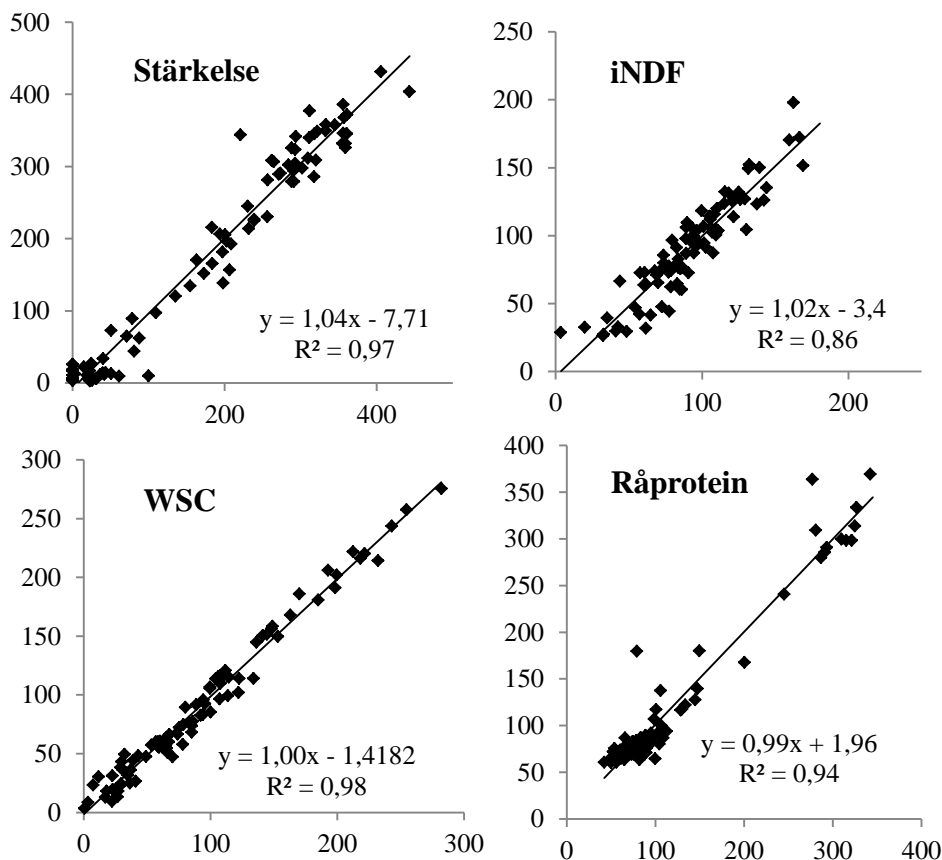 Stärkelse
500
400
300
200
100
0
0 200 400
y = 1,04x - 7,71
R² = 0,97
iNDF
250
200
150
100
50
0
0 100 200
y = 1,02x - 3,4
R² = 0,86
WSC
300
250
200
150
100
50
0
0 100 200 300
y = 1,00x - 1,4182
R² = 0,98
Råprotein
400
350
300
250
200
150
100
50
0
0 100 200 300 400
y = 0,99x + 1,96
R² = 0,94